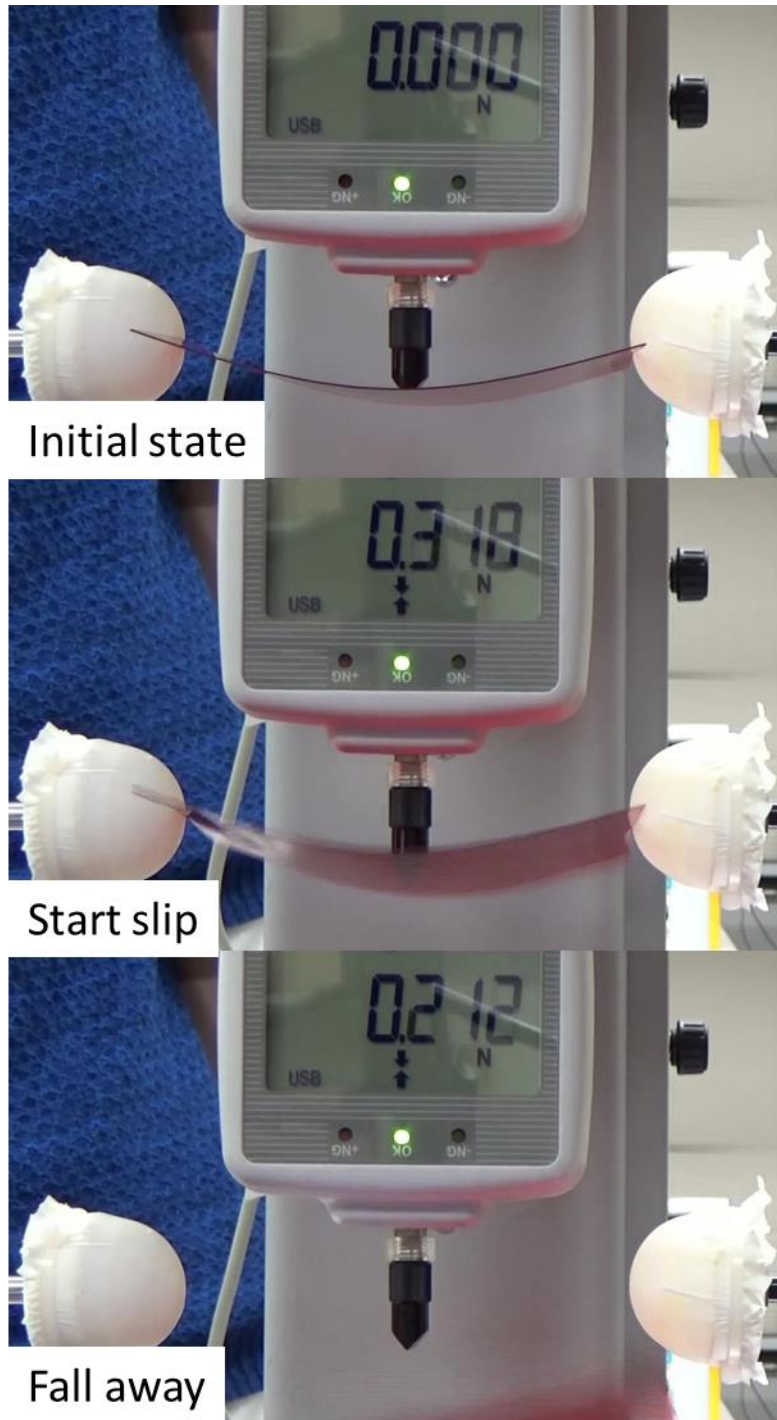 0.000
N
USB
+NG OK -NG
Initial state
0.318
N
USB
+NG OK -NG
Start slip
0.212
N
USB
+NG OK -NG
Fall away